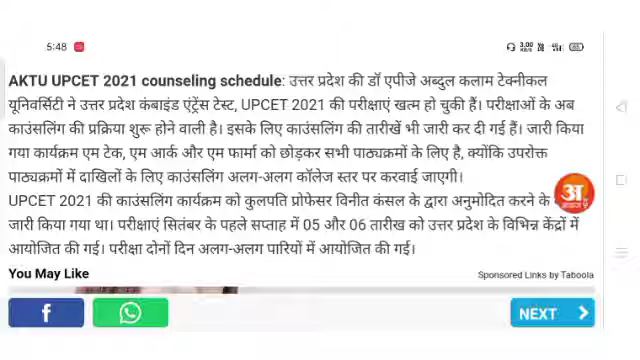 5:48
3.00
KB/S
4G
AKTU UPCET 2021 counseling schedule: उत्तर प्रदेश की डॉ एपीजे अब्दुल कलाम टेक्नीकल
यूनिवर्सिटी ने उत्तर प्रदेश कंबाइंड एंट्रेंस टेस्ट, UPCET 2021 की परीक्षाएं खत्म हो चुकी हैं। परीक्षाओं के अब
काउंसलिंग की प्रक्रिया शुरू होने वाली है। इसके लिए काउंसलिंग की तारीखें भी जारी कर दी गई हैं। जारी किया
गया कार्यक्रम एम टेक, एम आर्क और एम फार्मा को छोड़कर सभी पाठ्यक्रमों के लिए है, क्योंकि उपरोक्त
पाठ्यक्रमों में दाखिलों के लिए काउंसलिंग अलग-अलग कॉलेज स्तर पर करवाई जाएगी।
UPCET 2021 की काउंसलिंग कार्यक्रम को कुलपति प्रोफेसर विनीत कंसल के द्वारा अनुमोदित करने के
अ
जारी किया गया था। परीक्षाएं सितंबर के पहले सप्ताह में 05 और 06 तारीख को उत्तर प्रदेश के विभिन्न केंद्रों में
आयोजित की गई। परीक्षा दोनों दिन अलग-अलग पारियों में आयोजित की गई।
You May Like
Sponsored Links by Taboola
f
NEXT